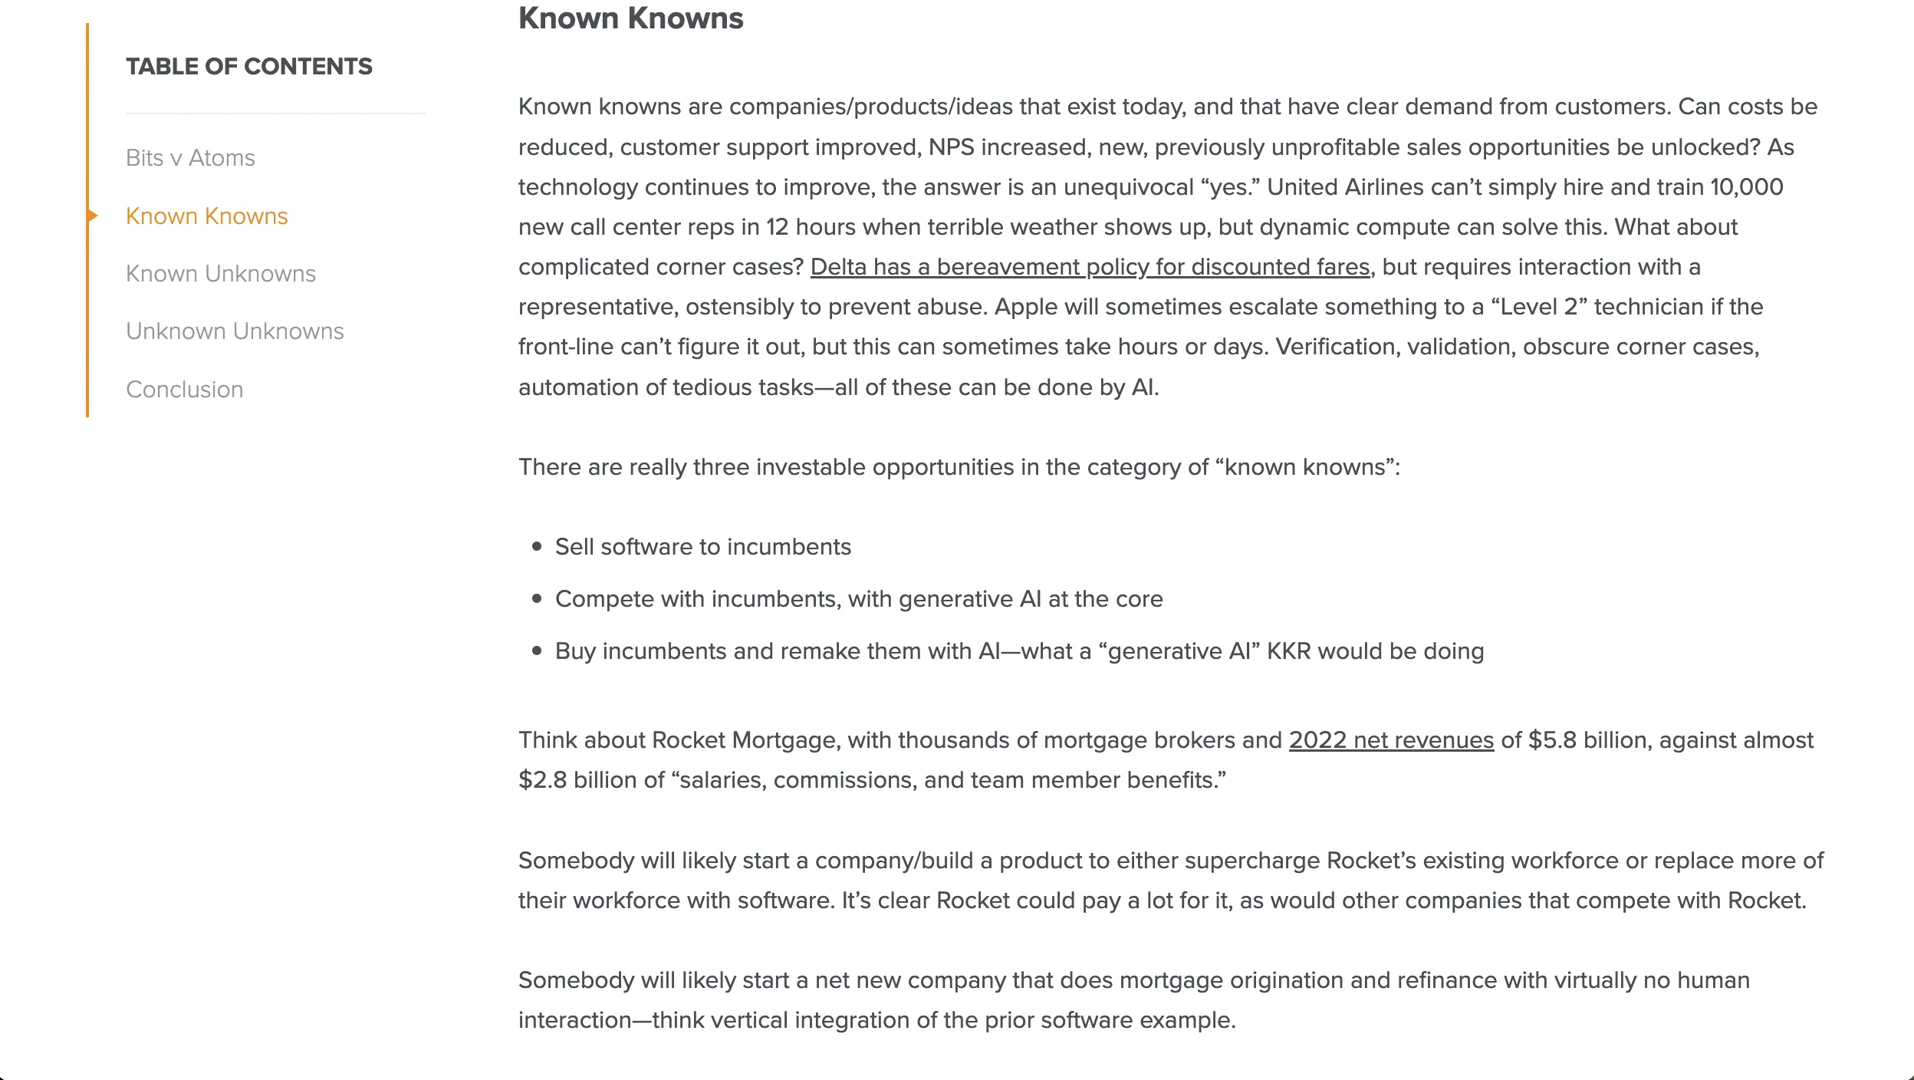 TABLE OF CONTENTS
Bits v Atoms
Known Knowns
Known Unknowns
Unknown Unknowns
Conclusion
Known Knowns
Known knowns are companies/products/ideas that exist today, and that have clear demand from customers. Can costs be
reduced, customer support improved, NPS increased, new, previously unprofitable sales opportunities be unlocked? As
technology continues to improve, the answer is an unequivocal “yes.” United Airlines can’t simply hire and train 10,000
new call center reps in 12 hours when terrible weather shows up, but dynamic compute can solve this. What about
complicated corner cases? Delta has a bereavement policy for discounted fares, but requires interaction with a
representative, ostensibly to prevent abuse. Apple will sometimes escalate something to a “Level 2” technician if the
front-line can’t figure it out, but this can sometimes take hours or days. Verification, validation, obscure corner cases,
automation of tedious tasks—all of these can be done by AI.
There are really three investable opportunities in the category of “known knowns”:
• Sell software to incumbents
• Compete with incumbents, with generative AI at the core
• Buy incumbents and remake them with AI—what a “generative AI” KKR would be doing
Think about Rocket Mortgage, with thousands of mortgage brokers and 2022 net revenues of $5.8 billion, against almost
$2.8 billion of “salaries, commissions, and team member benefits.”
Somebody will likely start a company/build a product to either supercharge Rocket’s existing workforce or replace more of
their workforce with software. It’s clear Rocket could pay a lot for it, as would other companies that compete with Rocket.
Somebody will likely start a net new company that does mortgage origination and refinance with virtually no human
interaction—think vertical integration of the prior software example.